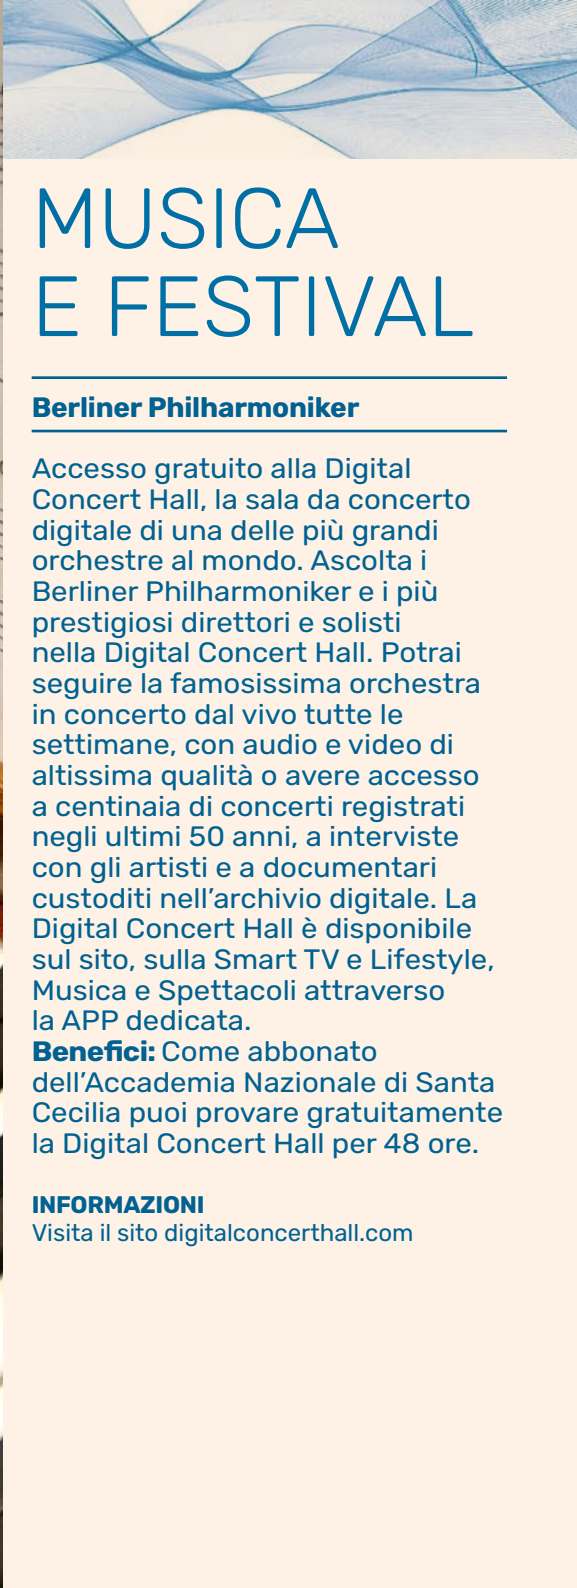 MUSICA
E FESTIVAL
Berliner Philharmoniker
Accesso gratuito alla Digital
Concert Hall, la sala da concerto
digitale di una delle più grandi
orchestre al mondo. Ascolta i
Berliner Philharmoniker e i più
prestigiosi direttori e solisti
nella Digital Concert Hall. Potrai
seguire la famosissima orchestra
in concerto dal vivo tutte le
settimane, con audio e video di
altissima qualità o avere accesso
a centinaia di concerti registrati
negli ultimi 50 anni, a interviste
con gli artisti e a documentari
custoditi nell’archivio digitale. La
Digital Concert Hall è disponibile
sul sito, sulla Smart TV e Lifestyle,
Musica e Spettacoli attraverso
la APP dedicata.
Benefici: Come abbonato
dell’Accademia Nazionale di Santa
Cecilia puoi provare gratuitamente
la Digital Concert Hall per 48 ore.
INFORMAZIONI
Visita il sito digitalconcerthall.com